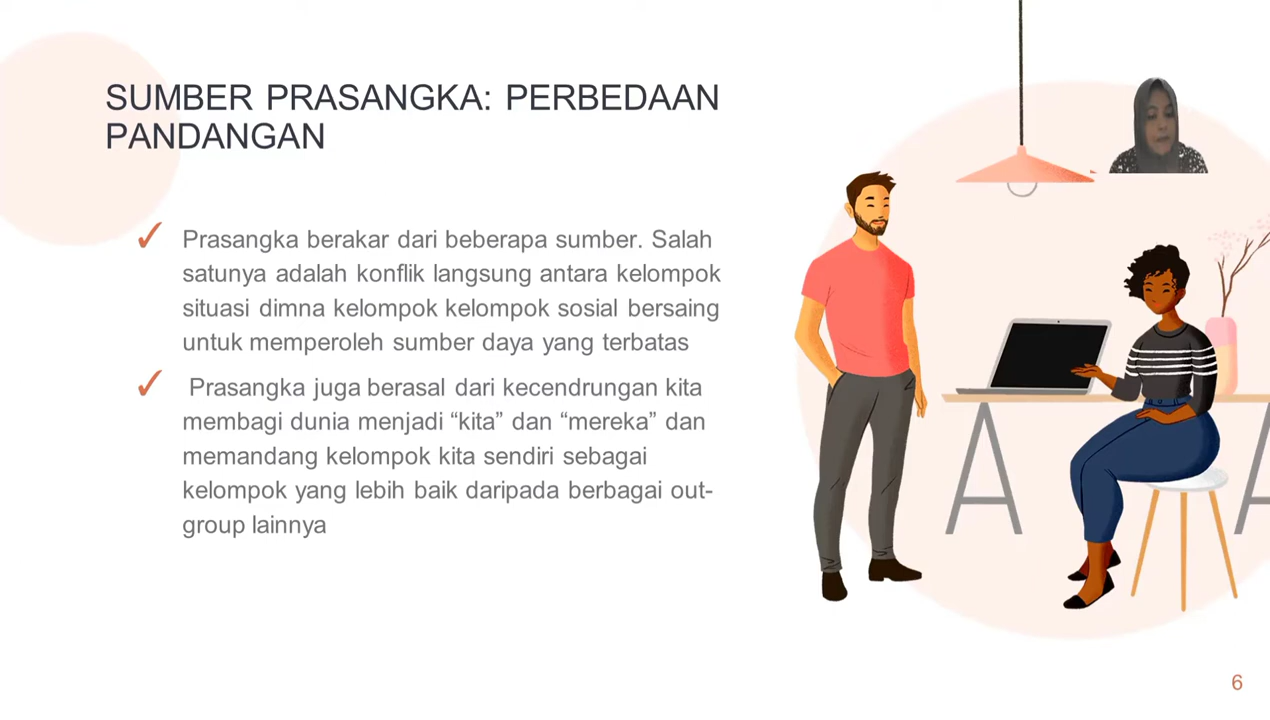 SUMBER PRASANGKA: PERBEDAAN
PANDANGAN
✓ Prasangka berakar dari beberapa sumber. Salah
satunya adalah konflik langsung antara kelompok
situasi dimna kelompok kelompok sosial bersaing
untuk memperoleh sumber daya yang terbatas
✓ Prasangka juga berasal dari kecendrungan kita
membagi dunia menjadi “kita” dan “mereka” dan
memandang kelompok kita sendiri sebagai
kelompok yang lebih baik daripada berbagai out-
group lainnya
6